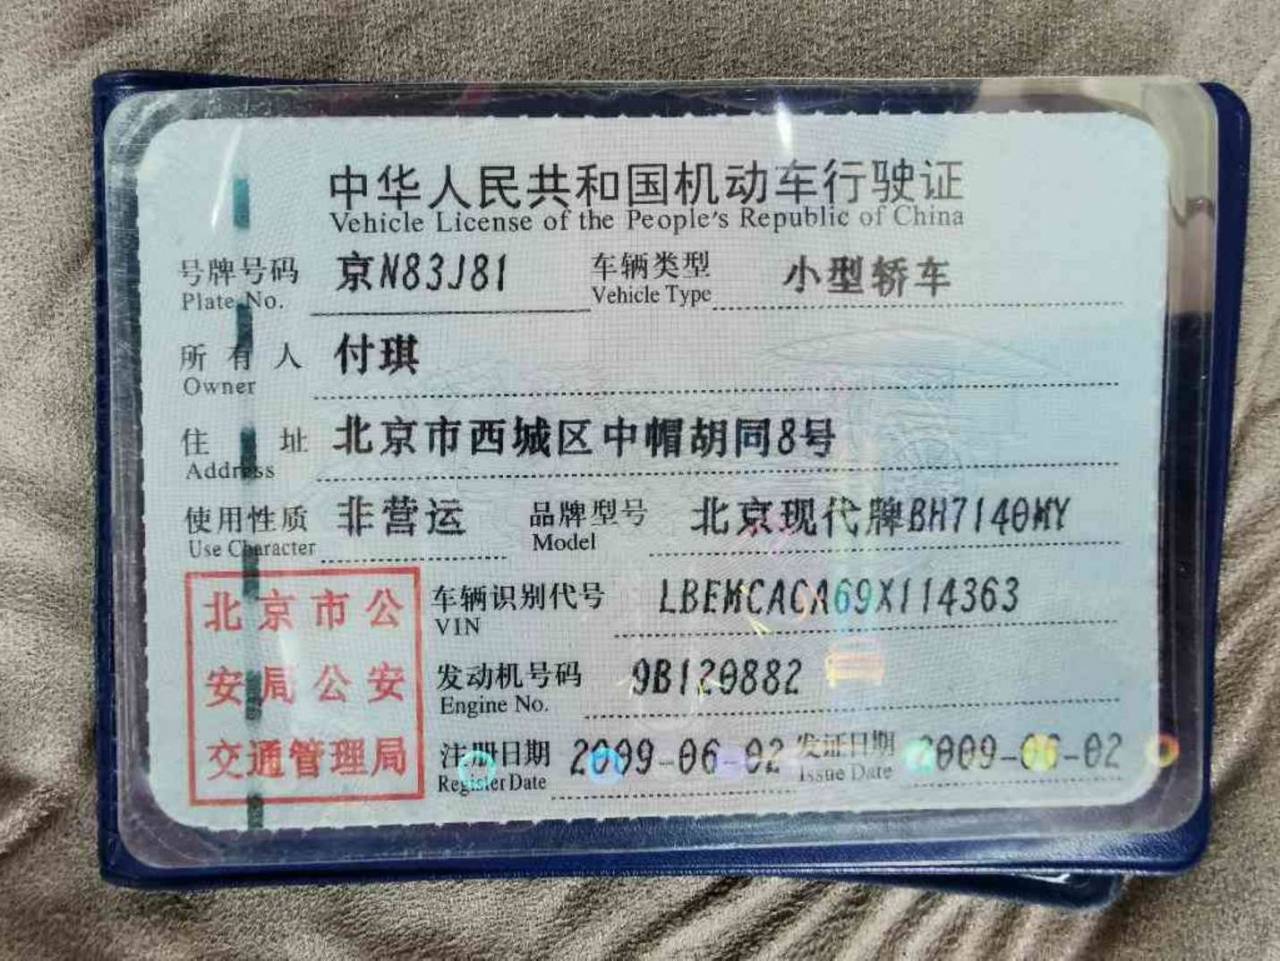 中华人民共和国机动车行驶证
Vehicle License of the People's Republic of China
号牌号码 京N83J81 车辆类型 小型轿车
Plate No. Vehicle Type
所有人 付琪
Owner
住址 北京市西城区中帽胡同8号
Address
使用性质 非营运 品牌型号 北京现代牌BH7140MY
Use Character Model
北京市公
安局公安
交通管理局
车辆识别代号 LBEMCACA69X114363
VIN
发动机号码 9B120882
Engine No.
注册日期 2009-06-02 发证日期 2009-06-02
Register Date Issue Date